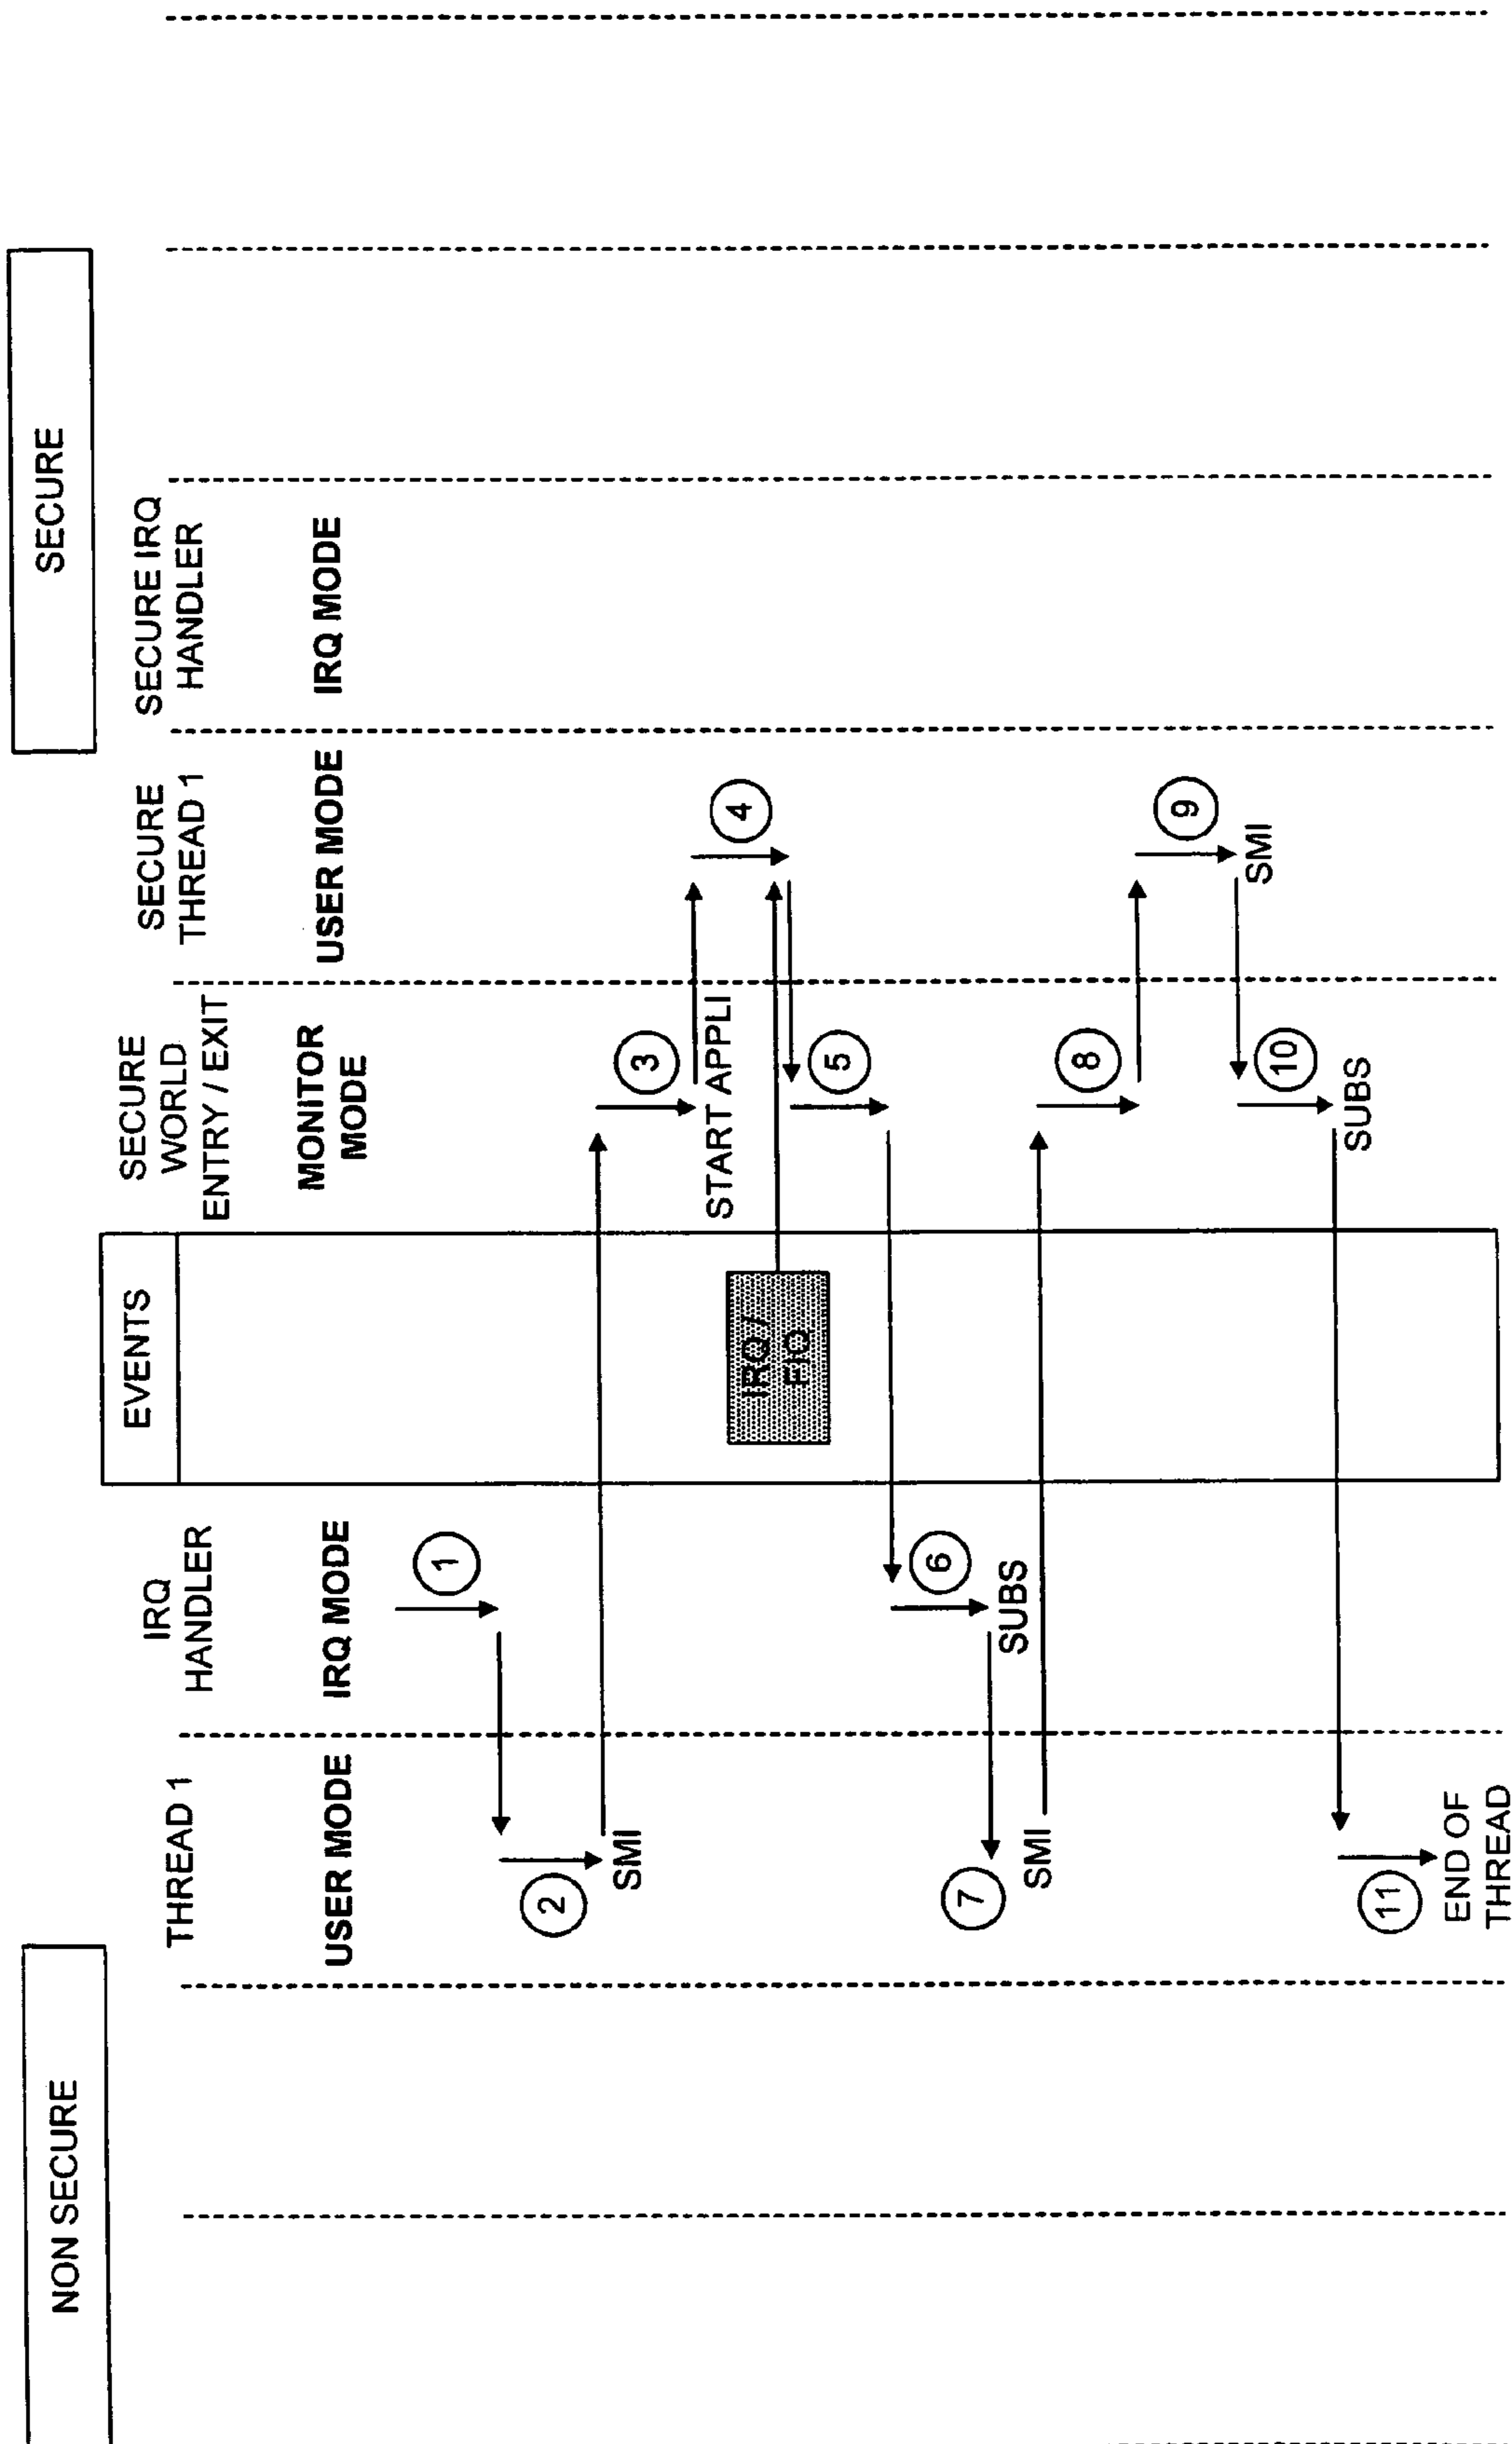 NON SECURE
SECURE
EVENTS
THREAD 1
IRQ
HANDLER
SECURE
WORLD
ENTRY / EXIT
SECURE
THREAD 1
SECURE IRQ
HANDLER
USER MODE
IRQ MODE
MONITOR
MODE
USER MODE
IRQ MODE
1
2
SMI
3
START APPLI
4
IRQ /
FIQ
5
6
SUBS
7
SMI
8
9
SMI
10
SUBS
11
END OF
THREAD